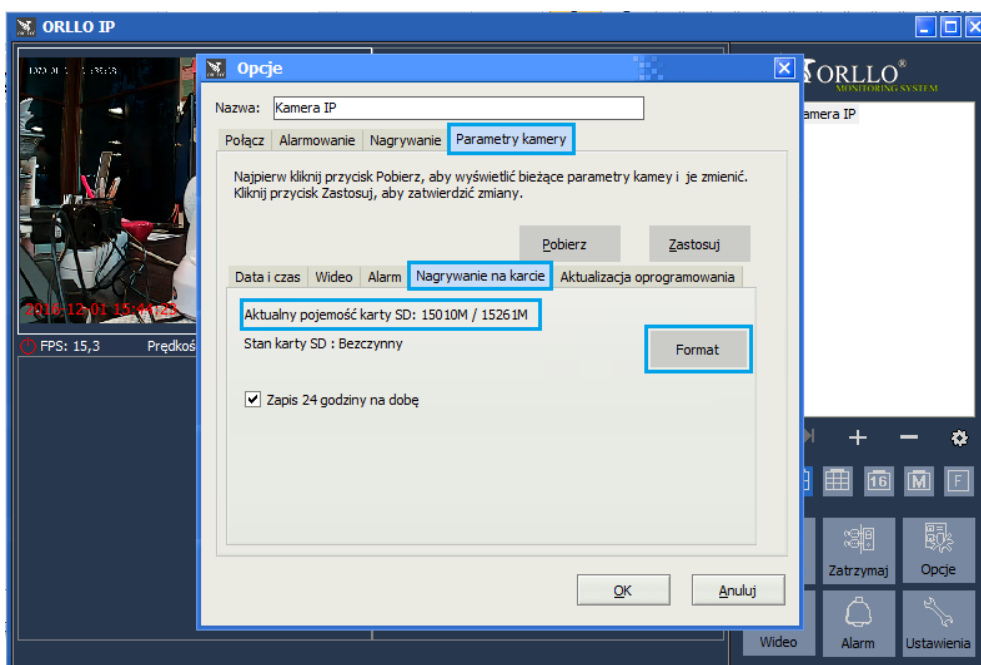 ORLLO IP
Opcje
Nazwa: Kamera IP
Połącz Alarmowanie Nagrywanie Parametry kamery
Najpierw kliknij przycisk Pobierz, aby wyświetlić bieżące parametry kamey i je zmienić.
Kliknij przycisk Zastosuj, aby zatwierdzić zmiany.
Pobierz Zastosuj
Data i czas Wideo Alarm Nagrywanie na karcie Aktualizacja oprogramowania
Aktualny pojemość karty SD: 15010M / 15261M
Stan karty SD : Bezczynny
Format
Zapis 24 godziny na dobę
OK Anuluj
2016-12-01 15:44:23
FPS: 15,3 Prędkoś
ORLLO®
MONITORING SYSTEM
amera IP
16 M F
Zatrzymaj Opcje
Wideo Alarm Ustawienia